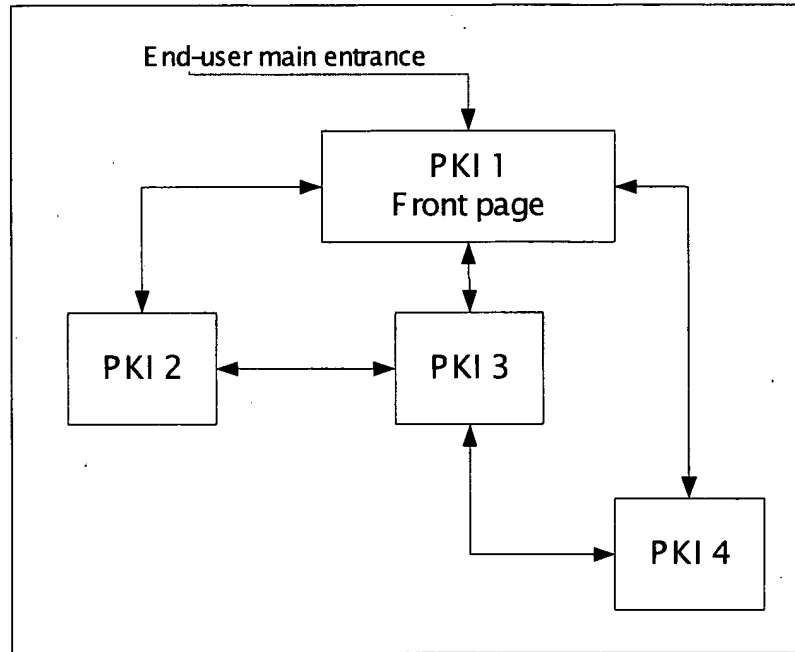 End-user main entrance
PKI 1
Front page
PKI 2
PKI 3
PKI 4